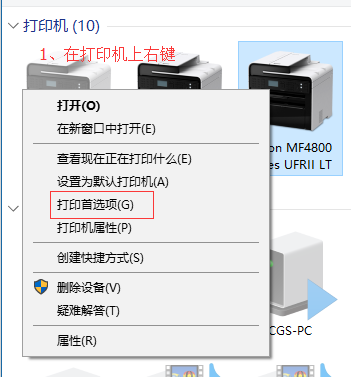 打印机 (10)
1、在打印机上右键
打开(O)
在新窗口中打开(E)
查看现在正在打印什么(E)
设置为默认打印机(A)
打印首选项(G)
打印机属性(P)
创建快捷方式(S)
删除设备(V)
疑难解答(T)
属性(R)
on MF4800
es UFRII LT
CGS-PC